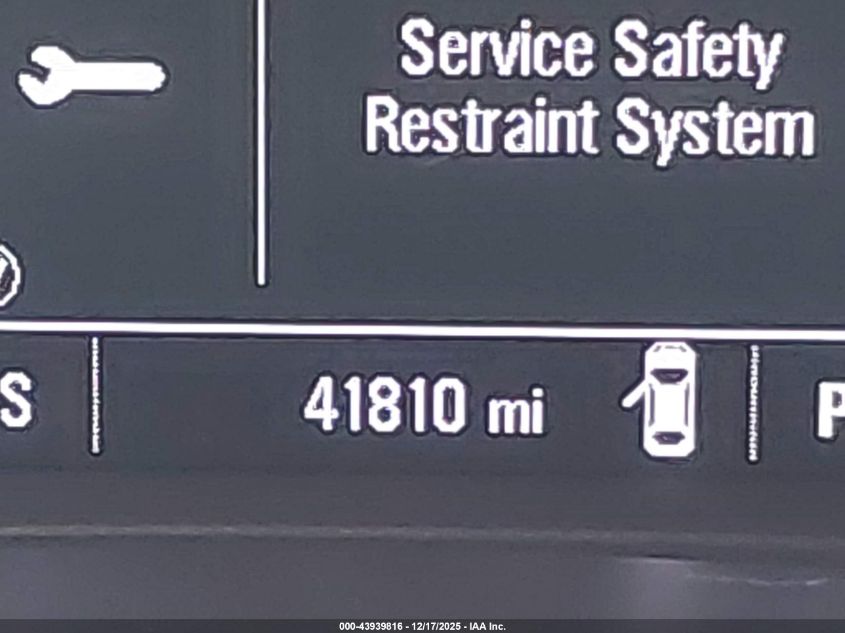 Service Safety
Restraint System
S
41810 mi
P
000-43939816 - 12/17/2025 - IAA Inc.